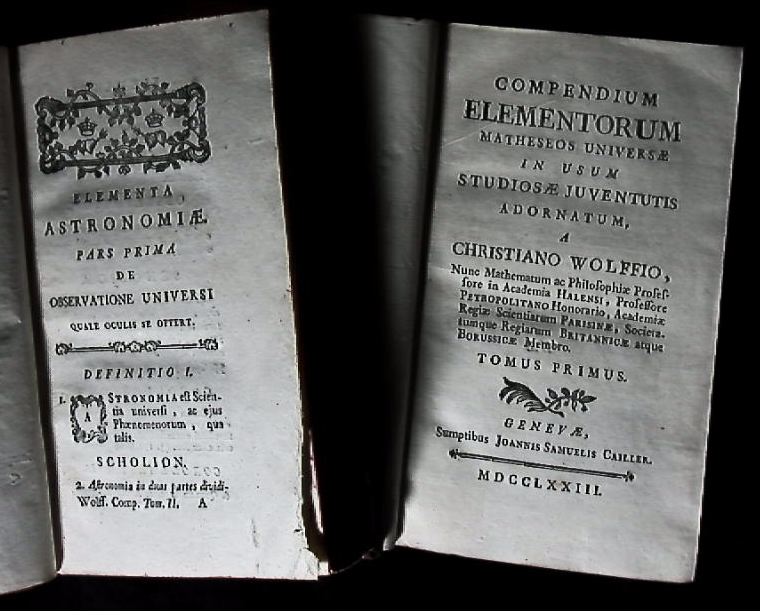 ELEMENTA
ASTRONOMIÆ.
PARS PRIMA
DE
OBSERVATIONE UNIVERSI
QUALE OCULIS SE OFFERT.
DEFINITIO I.
1. ASTRONOMIA eſt Scien-
tia univerſi, ac ejus
Phænomenorum, qua
talis.
SCHOLION.
2. Aſtronomia in duas partes dividi-
Wolff. Comp. Tom. II. A
COMPENDIUM
ELEMENTORUM
MATHESEOS UNIVERSÆ
IN USUM
STUDIOSÆ JUVENTUTIS
ADORNATUM,
A
CHRISTIANO WOLFFIO,
Nunc Mathematum ac Philoſophiæ Profeſ-
ſore in Academia HALENSI, Profeſſore
PETROPOLITANO Honorario, Academiæ
Regiæ Scientiarum PARISINÆ, Societa-
tumque Regiarum BRITANNICÆ atque
BORUSSICÆ Membro.
TOMUS PRIMUS.
GENEVÆ,
Sumptibus JOANNIS SAMUELIS CAILLER.
MDCCLXXIII.